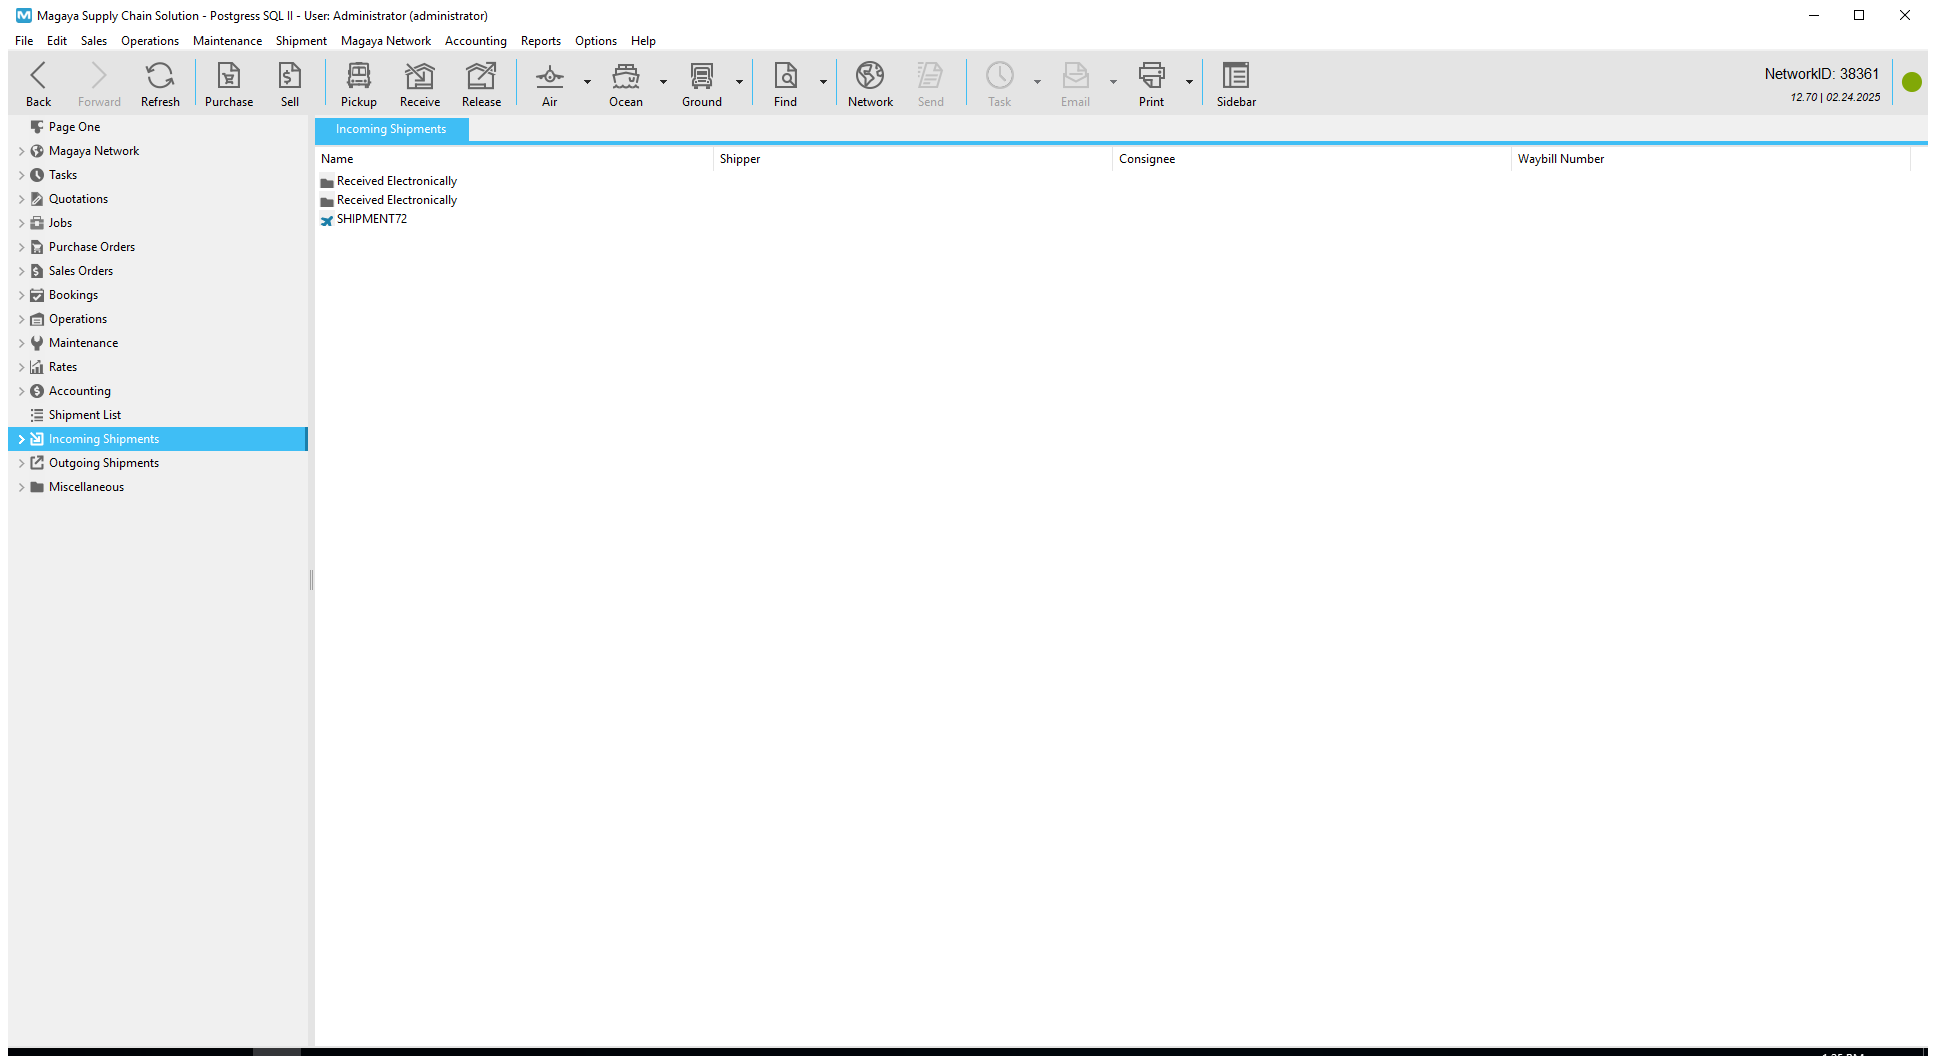 Magaya Supply Chain Solution - Postgress SQL II - User: Administrator (administrator)
File Edit Sales Operations Maintenance Shipment Magaya Network Accounting Reports Options Help
Back Forward Refresh Purchase Sell Pickup Receive Release Air Ocean Ground Find Network Send Task Email Print Sidebar
NetworkID: 38361
12.70 | 02.24.2025
Page One
Magaya Network
Tasks
Quotations
Jobs
Purchase Orders
Sales Orders
Bookings
Operations
Maintenance
Rates
Accounting
Shipment List
Incoming Shipments
Outgoing Shipments
Miscellaneous
Incoming Shipments
Name Shipper Consignee Waybill Number
Received Electronically
Received Electronically
SHIPMENT72